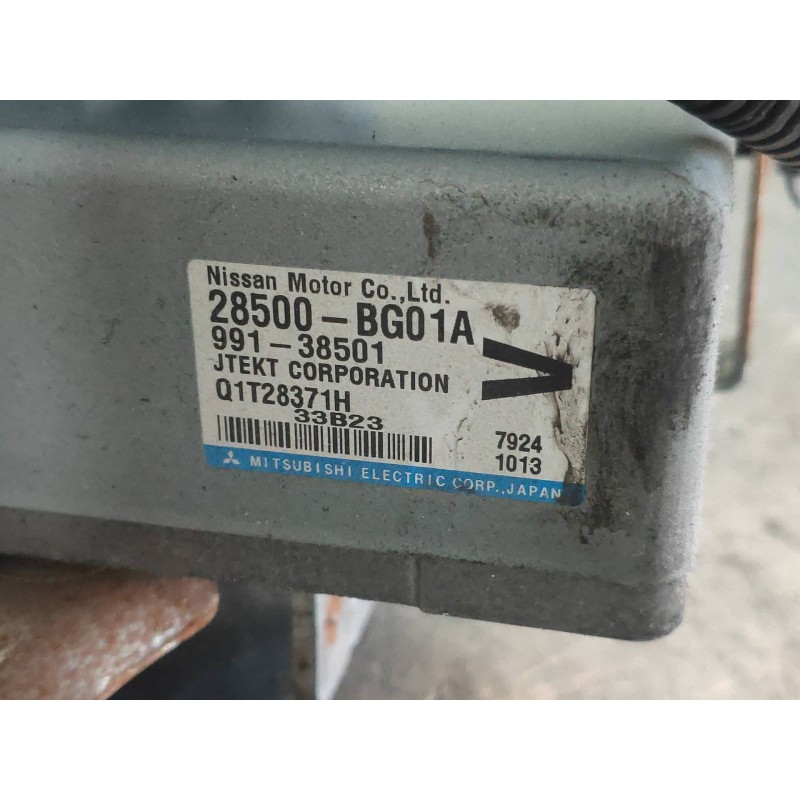 Nissan Motor Co.,Ltd.
28500-BG01A
991-38501
JTEKT CORPORATION
Q1T28371H
33B23
V
7924
1013
MITSUBISHI ELECTRIC CORP.,JAPAN